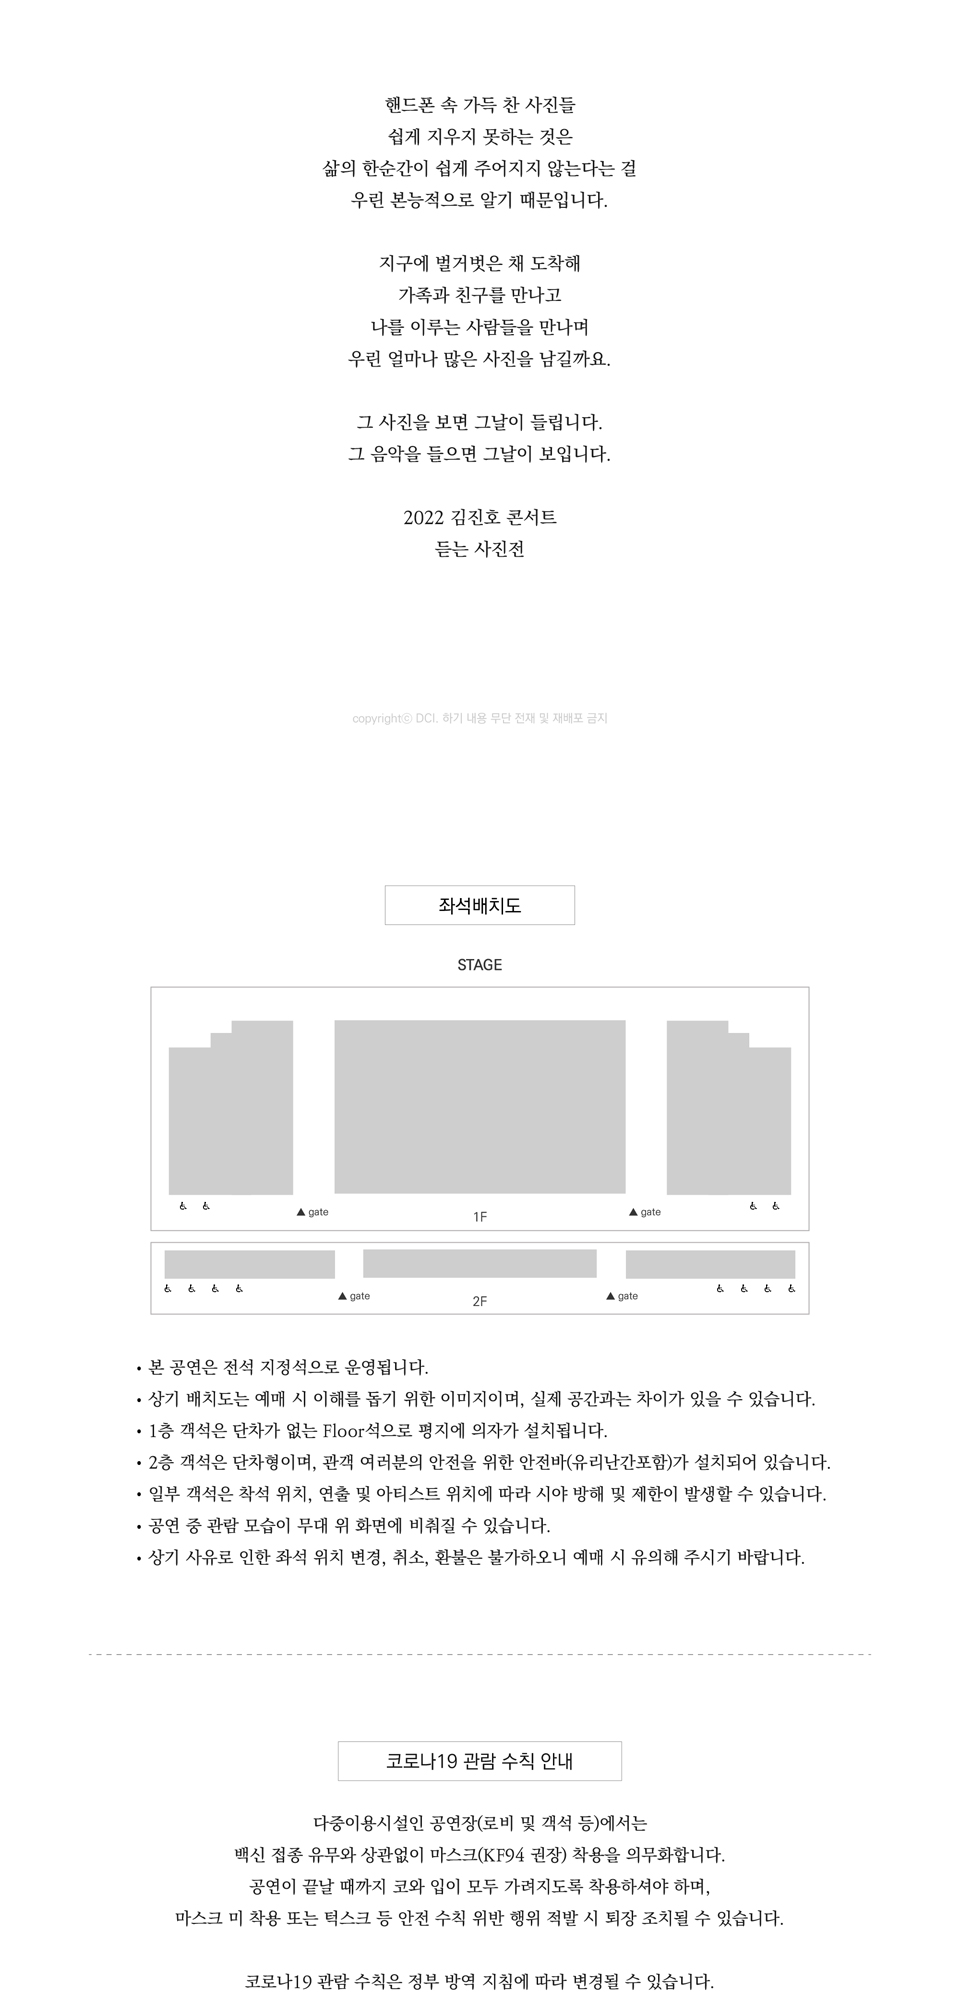 핸드폰 속 가득 찬 사진들
쉽게 지우지 못하는 것은
삶의 한순간이 쉽게 주어지지 않는다는 걸
우린 본능적으로 알기 때문입니다.
지구에 벌거벗은 채 도착해
가족과 친구를 만나고
나를 이루는 사람들을 만나며
우린 얼마나 많은 사진을 남길까요.
그 사진을 보면 그날이 들립니다.
그 음악을 들으면 그날이 보입니다.
2022 김진호 콘서트
듣는 사진전
copyrightⓒ DCI. 하기 내용 무단 전재 및 재배포 금지
좌석배치도
STAGE
▲ gate
1F
▲ gate
▲ gate
2F
▲ gate
• 본 공연은 전석 지정석으로 운영됩니다.
• 상기 배치도는 예매 시 이해를 돕기 위한 이미지이며, 실제 공간과는 차이가 있을 수 있습니다.
• 1층 객석은 단차가 없는 Floor석으로 평지에 의자가 설치됩니다.
• 2층 객석은 단차형이며, 관객 여러분의 안전을 위한 안전바(유리난간포함)가 설치되어 있습니다.
• 일부 객석은 착석 위치, 연출 및 아티스트 위치에 따라 시야 방해 및 제한이 발생할 수 있습니다.
• 공연 중 관람 모습이 무대 위 화면에 비춰질 수 있습니다.
• 상기 사유로 인한 좌석 위치 변경, 취소, 환불은 불가하오니 예매 시 유의해 주시기 바랍니다.
코로나19 관람 수칙 안내
다중이용시설인 공연장(로비 및 객석 등)에서는
백신 접종 유무와 상관없이 마스크(KF94 권장) 착용을 의무화합니다.
공연이 끝날 때까지 코와 입이 모두 가려지도록 착용하셔야 하며,
마스크 미 착용 또는 턱스크 등 안전 수칙 위반 행위 적발 시 퇴장 조치될 수 있습니다.
코로나19 관람 수칙은 정부 방역 지침에 따라 변경될 수 있습니다.